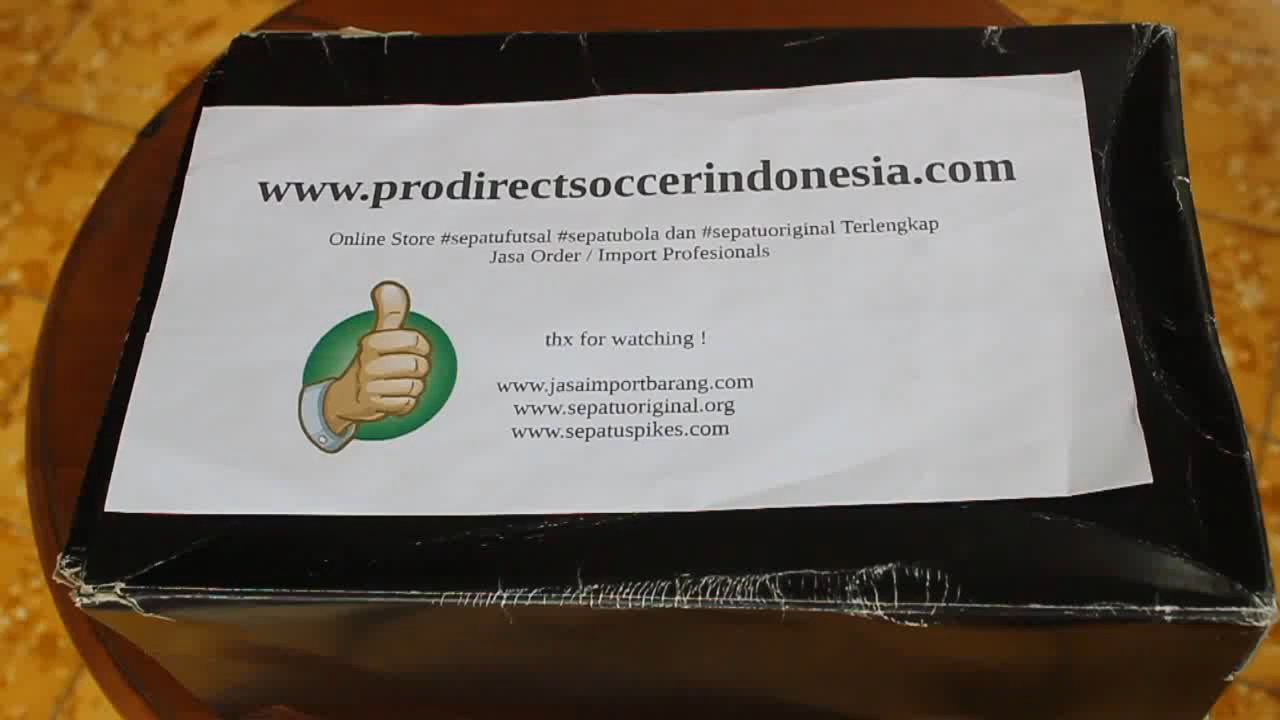 www.prodirectsoccerindonesia.com
Online Store #sepatufutsal #sepatubola dan #sepatuoriginal Terlengkap
Jasa Order / Import Profesionals
thx for watching !
www.jasaimportbarang.com
www.sepatuoriginal.org
www.sepatuspikes.com